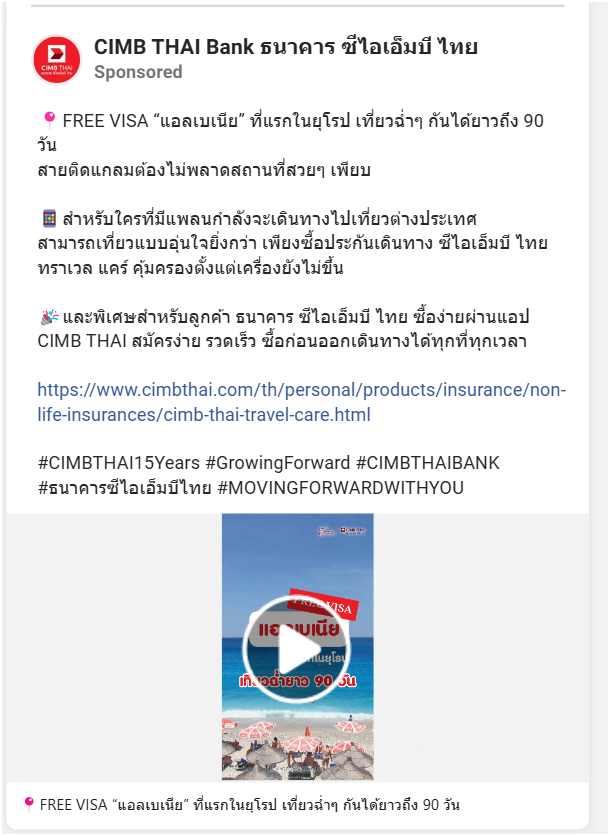 CIMB THAI Bank ธนาคาร ซีไอเอ็มบี ไทย
CIMB THAI
Sponsored
FREE VISA “แอลเบเนีย” ที่แรกในยุโรป เที่ยวฉ่ำๆ กันได้ยาวถึง 90
วัน
สายติดแกลมต้องไม่พลาดสถานที่สวยๆ เพียบ
สำหรับใครที่มีแพลนกำลังจะเดินทางไปเที่ยวต่างประเทศ
สามารถเที่ยวแบบอุ่นใจยิ่งกว่า เพียงซื้อประกันเดินทาง ซีไอเอ็มบี ไทย
ทราเวล แคร์ คุ้มครองตั้งแต่เครื่องยังไม่ขึ้น
และพิเศษสำหรับลูกค้า ธนาคาร ซีไอเอ็มบี ไทย ซื้อง่ายผ่านแอป
CIMB THAI สมัครง่าย รวดเร็ว ซื้อก่อนออกเดินทางได้ทุกที่ทุกเวลา
https://www.cimbthai.com/th/personal/products/insurance/non-
life-insurances/cimb-thai-travel-care.html
#CIMBTHAI15Years #GrowingForward #CIMBTHAIBANK
#ธนาคารซีไอเอ็มบีไทย #MOVINGFORWARDWITHYOU
FREE VISA
แอลเบเนีย
ในยุโรป
เที่ยวฉ่ำยาว 90 วัน
FREE VISA “แอลเบเนีย” ที่แรกในยุโรป เที่ยวฉ่ำๆ กันได้ยาวถึง 90 วัน